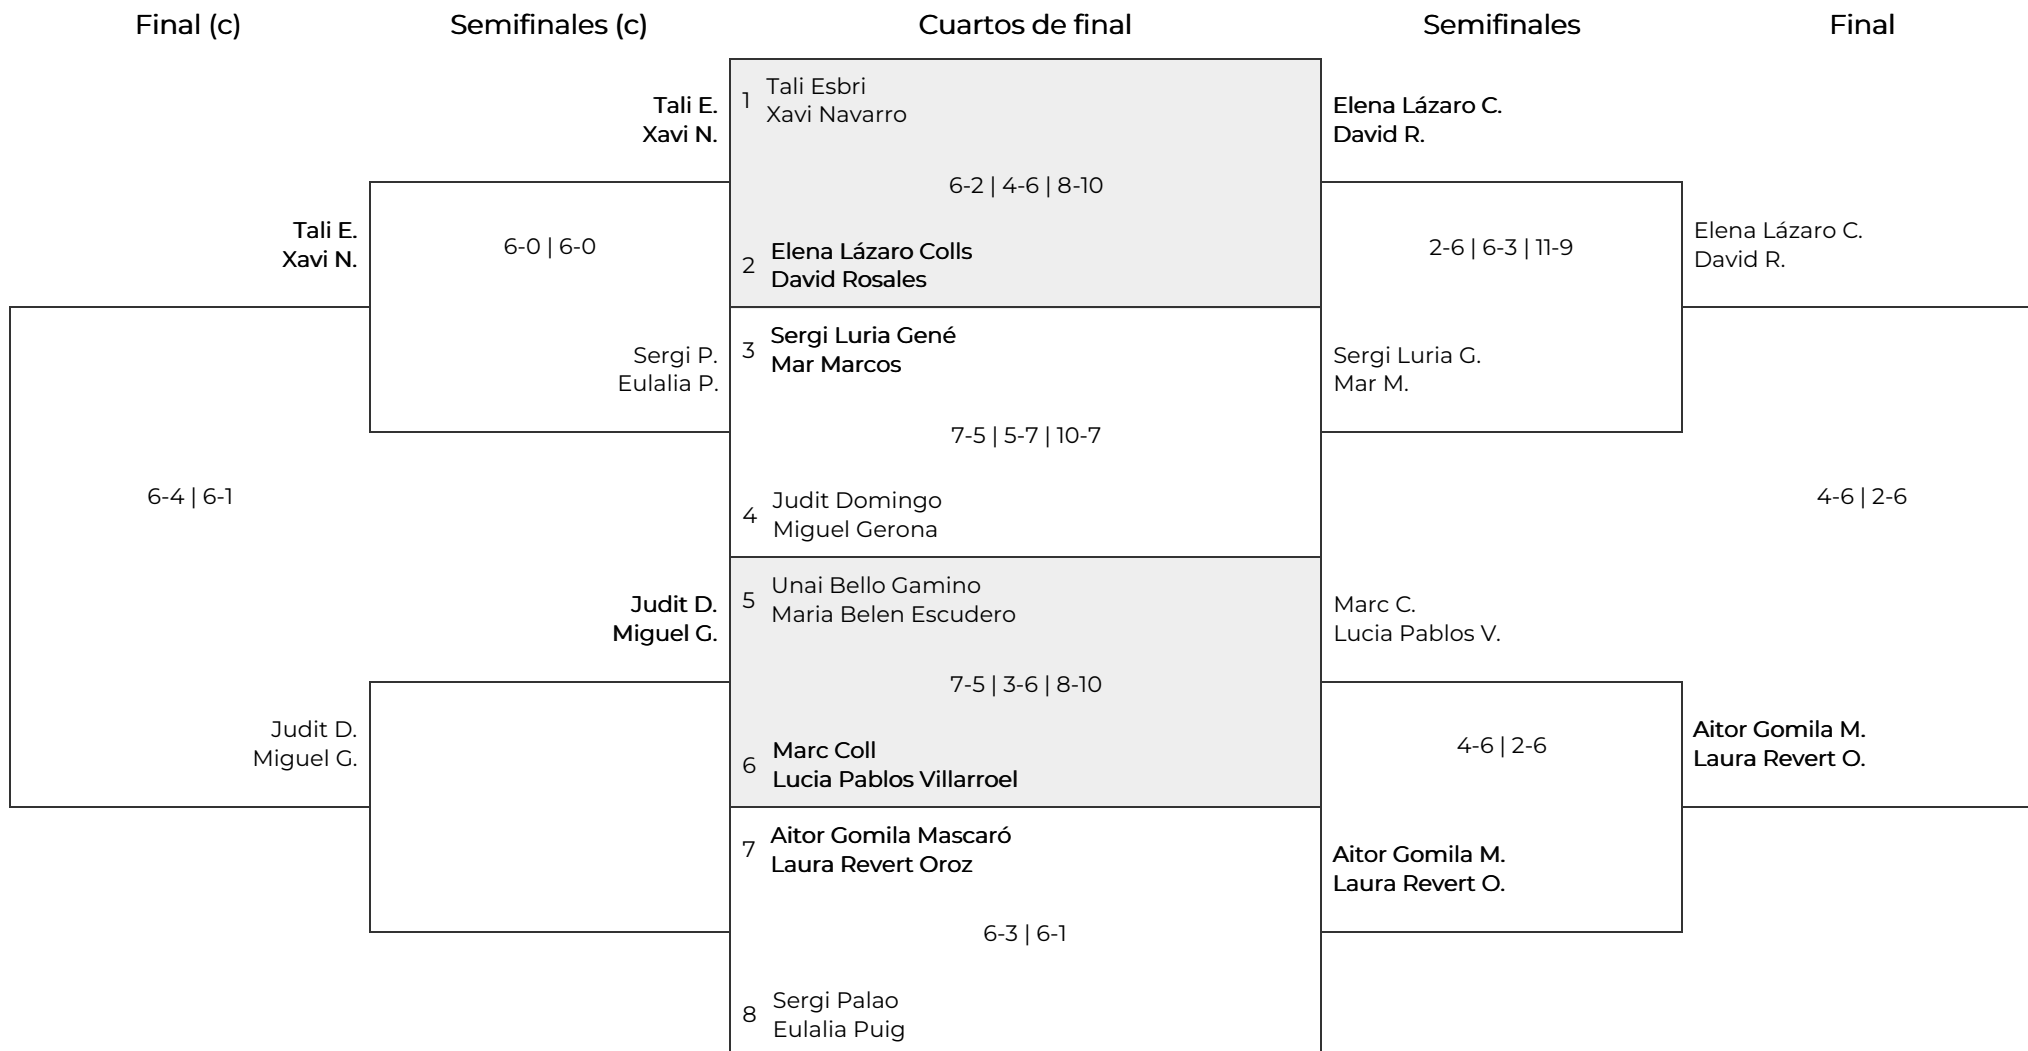 Final (c)
Semifinales (c)
Cuartos de final
Semifinales
Final
Tali E.
Xavi N.
Tali E.
Xavi N.
6-0 | 6-0
Sergi P.
Eulalia P.
6-4 | 6-1
Judit D.
Miguel G.
Judit D.
Miguel G.
1
Tali Esbri
Xavi Navarro
6-2 | 4-6 | 8-10
2
Elena Lázaro Colls
David Rosales
3
Sergi Luria Gené
Mar Marcos
7-5 | 5-7 | 10-7
4
Judit Domingo
Miguel Gerona
5
Unai Bello Gamino
Maria Belen Escudero
7-5 | 3-6 | 8-10
6
Marc Coll
Lucia Pablos Villarroel
7
Aitor Gomila Mascaró
Laura Revert Oroz
6-3 | 6-1
8
Sergi Palao
Eulalia Puig
Elena Lázaro C.
David R.
2-6 | 6-3 | 11-9
Sergi Luria G.
Mar M.
Marc C.
Lucia Pablos V.
4-6 | 2-6
Aitor Gomila M.
Laura Revert O.
Elena Lázaro C.
David R.
4-6 | 2-6
Aitor Gomila M.
Laura Revert O.